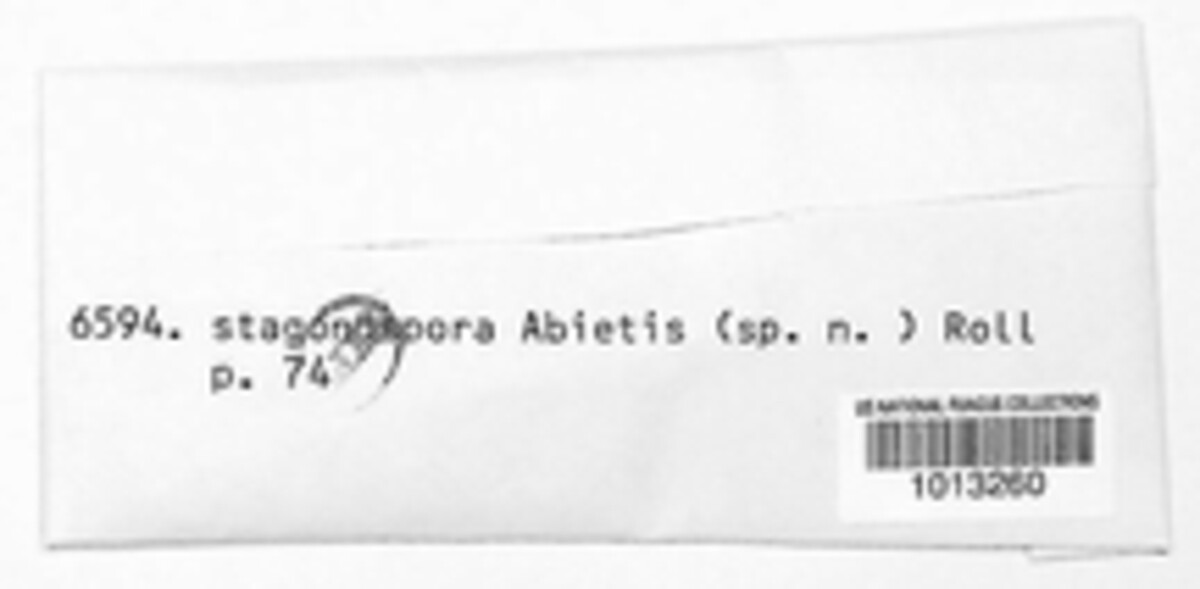 6594. stagonospora Abietis (sp. n. ) Roll
p. 74
US NATIONAL FUNGUS COLLECTIONS
1013260